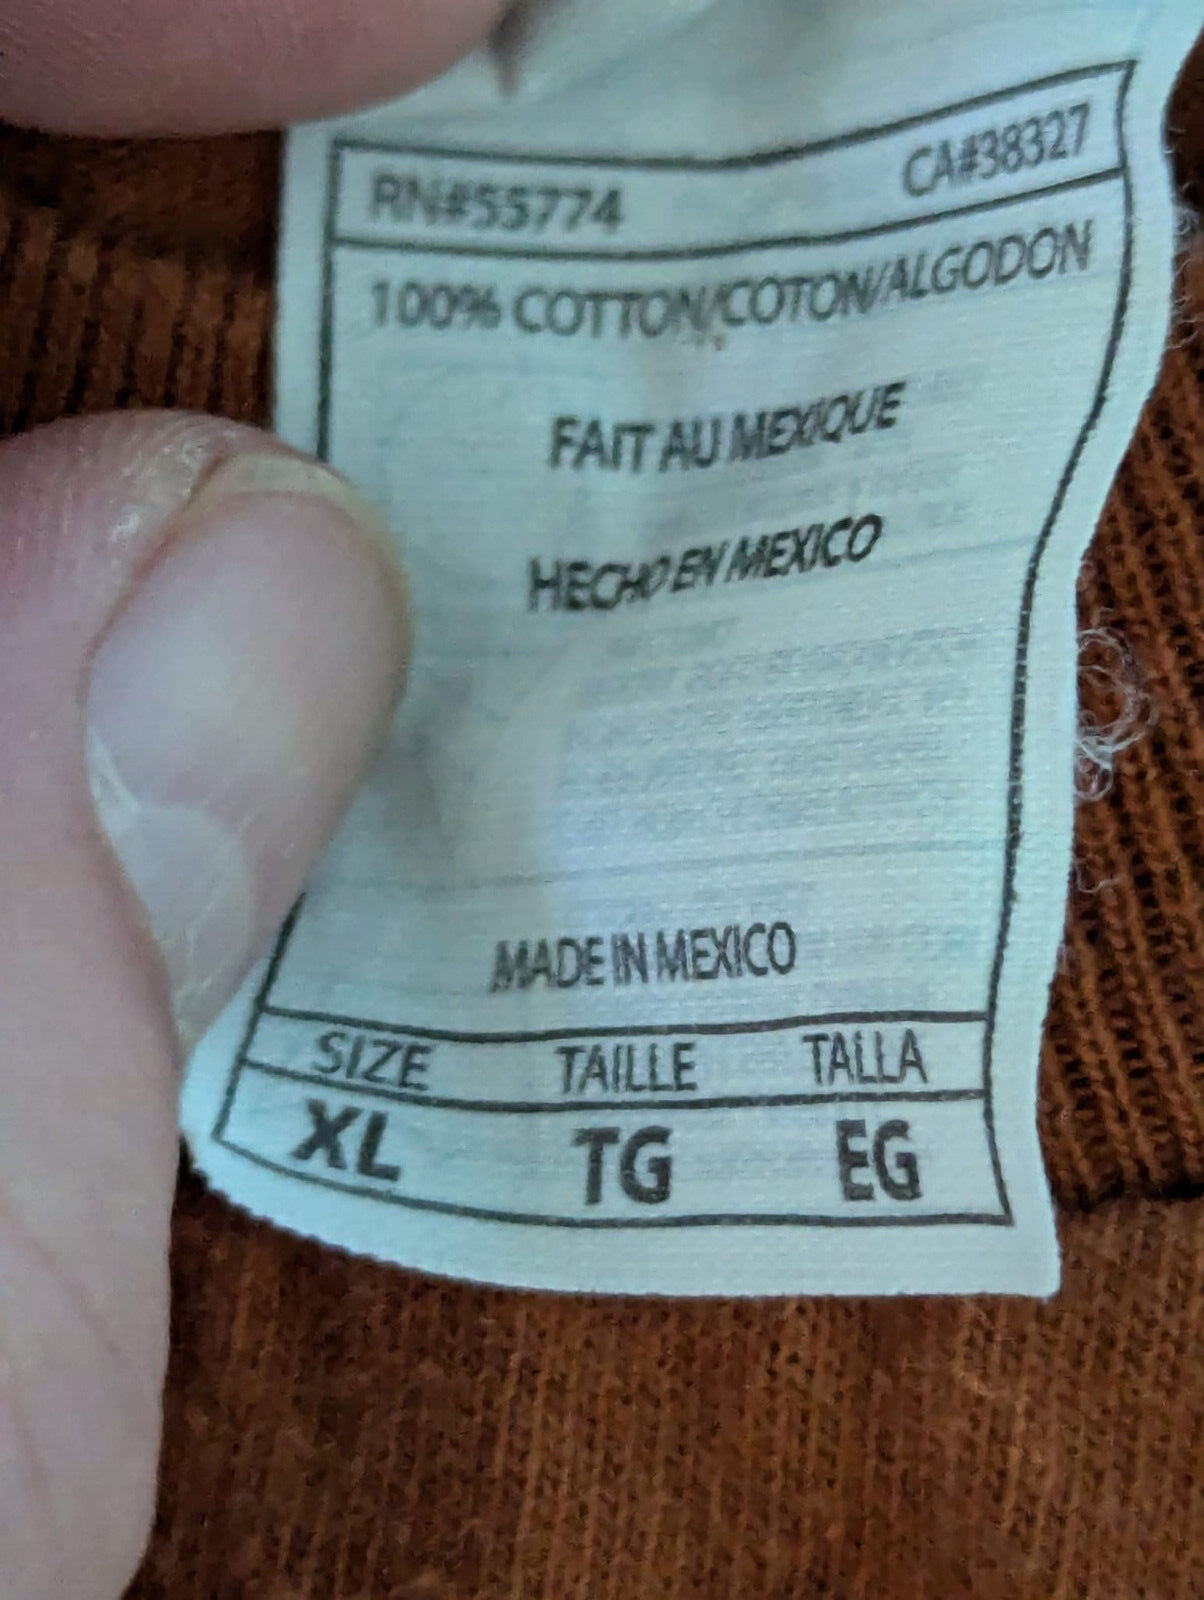 RN#55774 CA#38327
100% COTTON/COTON/ALGODON
FAIT AU MEXIQUE
HECHO EN MEXICO
MADE IN MEXICO
SIZE TAILLE TALLA
XL TG EG